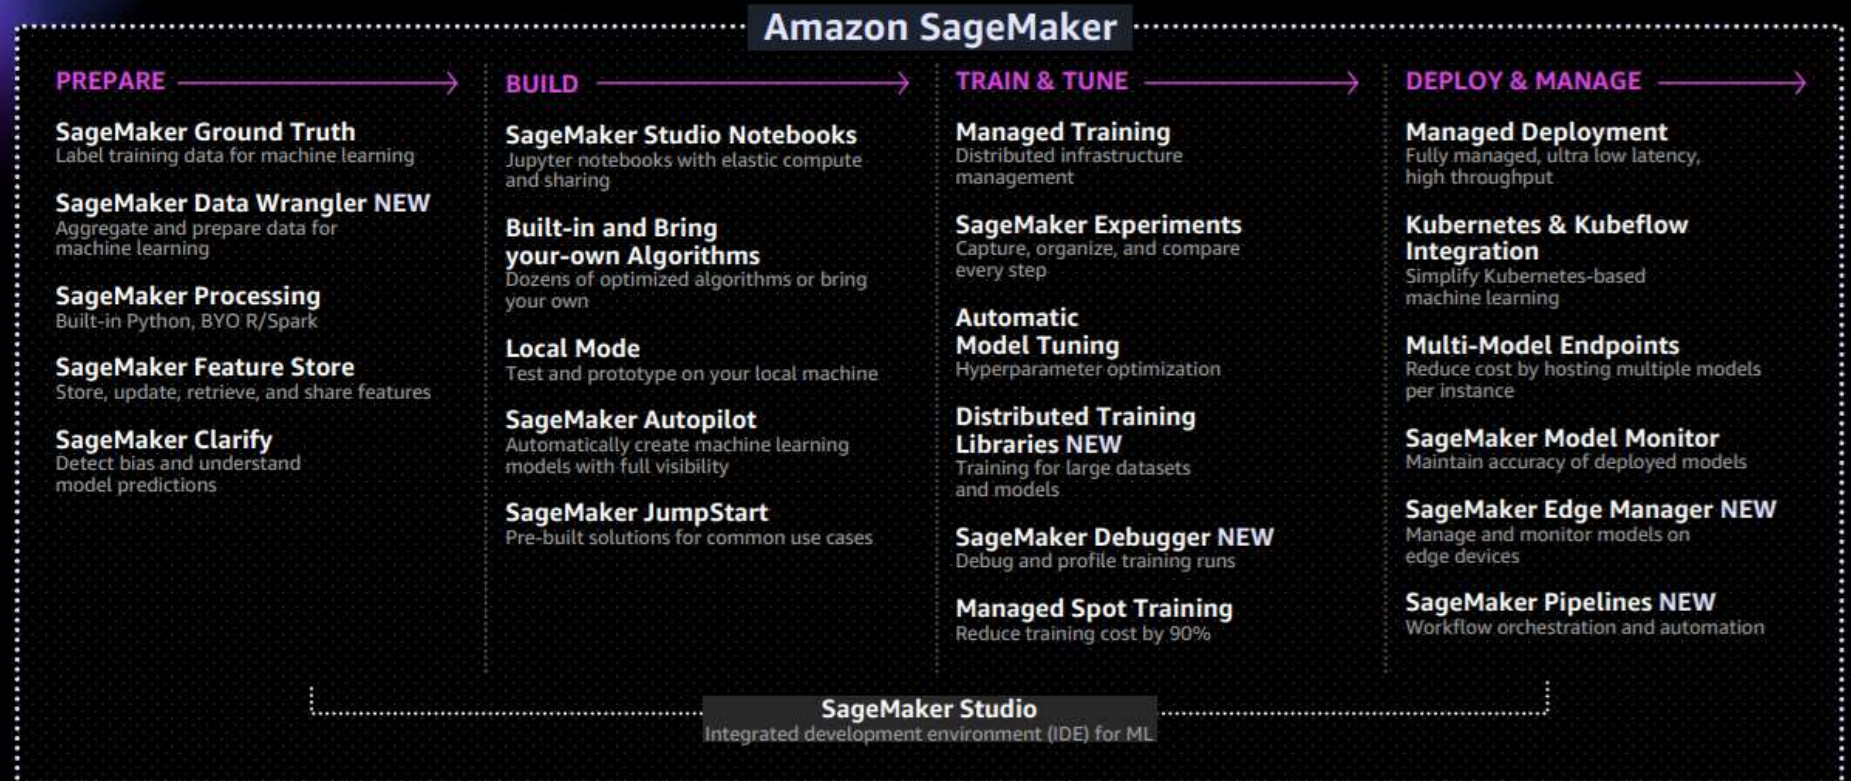 Amazon SageMaker
PREPARE
SageMaker Ground Truth
Label training data for machine learning
SageMaker Data Wrangler NEW
Aggregate and prepare data for
machine learning
SageMaker Processing
Built-in Python, BYO R/Spark
SageMaker Feature Store
Store, update, retrieve, and share features
SageMaker Clarify
Detect bias and understand
model predictions
BUILD
SageMaker Studio Notebooks
Jupyter notebooks with elastic compute
and sharing
Built-in and Bring
your-own Algorithms
Dozens of optimized algorithms or bring
your own
Local Mode
Test and prototype on your local machine
SageMaker Autopilot
Automatically create machine learning
models with full visibility
SageMaker JumpStart
Pre-built solutions for common use cases
TRAIN & TUNE
Managed Training
Distributed infrastructure
management
SageMaker Experiments
Capture, organize, and compare
every step
Automatic
Model Tuning
Hyperparameter optimization
Distributed Training
Libraries NEW
Training for large datasets
and models
SageMaker Debugger NEW
Debug and profile training runs
Managed Spot Training
Reduce training cost by 90%
DEPLOY & MANAGE
Managed Deployment
Fully managed, ultra low latency,
high throughput
Kubernetes & Kubeflow
Integration
Simplify Kubernetes-based
machine learning
Multi-Model Endpoints
Reduce cost by hosting multiple models
per instance
SageMaker Model Monitor
Maintain accuracy of deployed models
SageMaker Edge Manager NEW
Manage and monitor models on
edge devices
SageMaker Pipelines NEW
Workflow orchestration and automation
SageMaker Studio
Integrated development environment (IDE) for ML